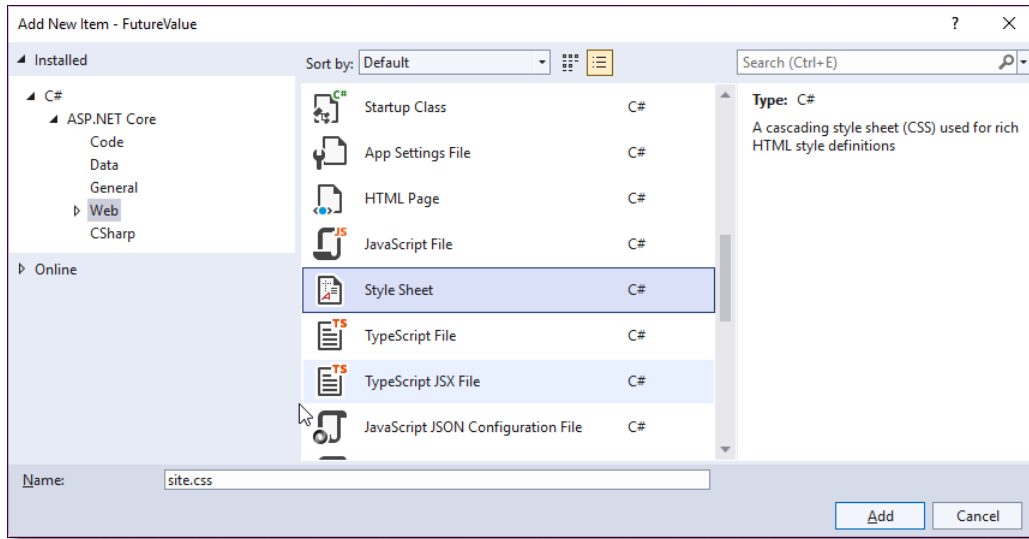 Add New Item - FutureValue
?
Installed
Sort by: Default
Search (Ctrl+E)
C#
ASP.NET Core
Code
Data
General
Web
CSharp
Online
C# Startup Class C#
App Settings File C#
HTML Page C#
JS JavaScript File C#
Style Sheet C#
TS TypeScript File C#
TS TypeScript JSX File C#
JavaScript JSON Configuration File C#
Type: C#
A cascading style sheet (CSS) used for rich
HTML style definitions
Name: site.css
Add
Cancel